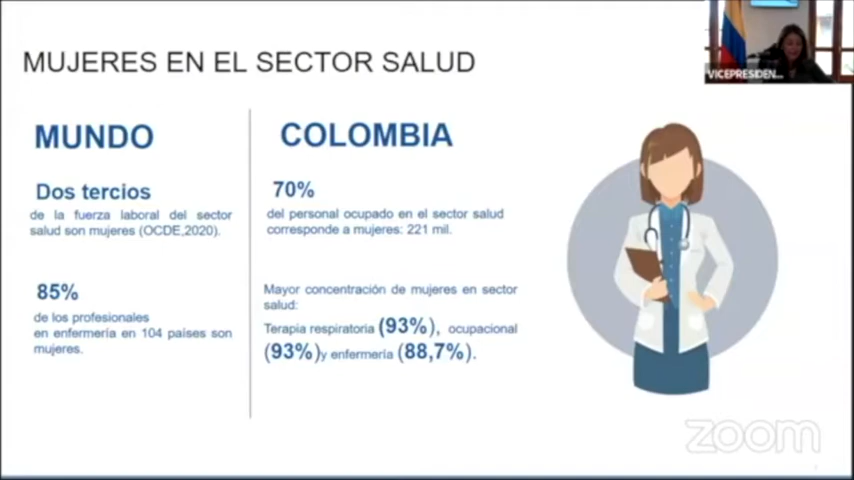 MUJERES EN EL SECTOR SALUD
VICEPRESIDEN...
MUNDO
Dos tercios
de la fuerza laboral del sector
salud son mujeres (OCDE,2020).
85%
de los profesionales
en enfermería en 104 países son
mujeres.
COLOMBIA
70%
del personal ocupado en el sector salud
corresponde a mujeres: 221 mil.
Mayor concentración de mujeres en sector
salud:
Terapia respiratoria (93%), ocupacional
(93%)y enfermería (88,7%).
zoom